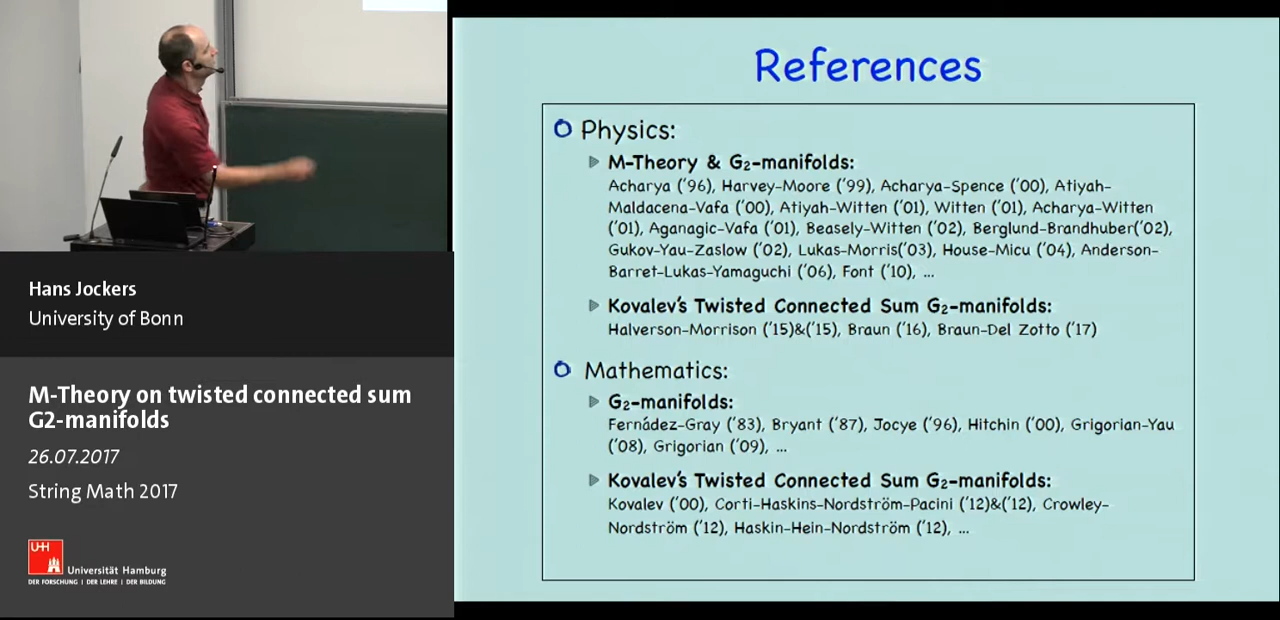 References
Physics:
M-Theory & G₂-manifolds:
Acharya ('96), Harvey-Moore ('99), Acharya-Spence ('00), Atiyah-
Maldacena-Vafa ('00), Atiyah-Witten ('01), Witten ('01), Acharya-Witten
('01), Aganagic-Vafa ('01), Beasely-Witten ('02), Berglund-Brandhuber('02),
Gukov-Yau-Zaslow ('02), Lukas-Morris('03), House-Micu ('04), Anderson-
Barret-Lukas-Yamaguchi ('06), Font ('10), ...
Kovalev's Twisted Connected Sum G₂-manifolds:
Halverson-Morrison ('15)&('15), Braun ('16), Braun-Del Zotto ('17)
Mathematics:
G₂-manifolds:
Fernádez-Gray ('83), Bryant ('87), Jocye ('96), Hitchin ('00), Grigorian-Yau
('08), Grigorian ('09), ...
Kovalev's Twisted Connected Sum G₂-manifolds:
Kovalev ('00), Corti-Haskins-Nordström-Pacini ('12)&('12), Crowley-
Nordström ('12), Haskin-Hein-Nordström ('12), ...
Hans Jockers
University of Bonn
M-Theory on twisted connected sum
G2-manifolds
26.07.2017
String Math 2017
UH
Universität Hamburg
DER FORSCHUNG | DER LEHRE | DER BILDUNG